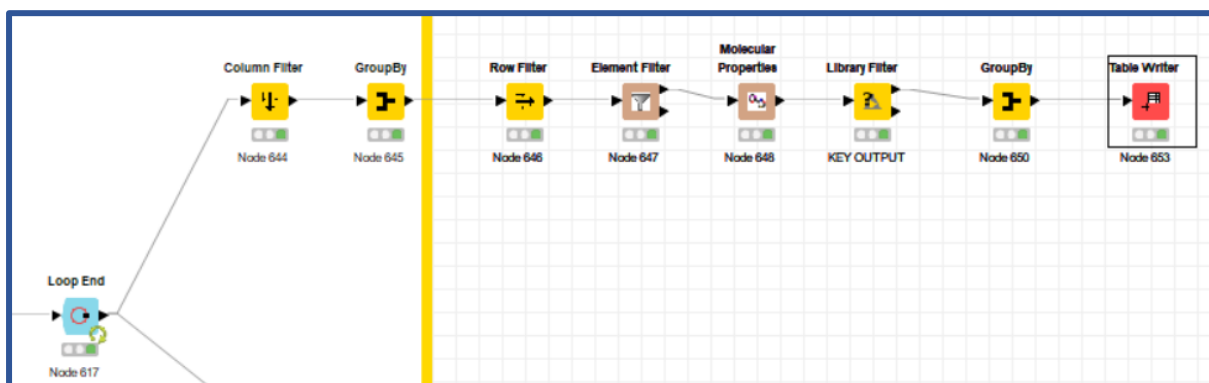 Column Filter
GroupBy
Row Filter
Element Filter
Molecular
Properties
Library Filter
GroupBy
Table Writer
Node 644
Node 645
Node 646
Node 647
Node 648
KEY OUTPUT
Node 650
Node 653
Loop End
Node 617